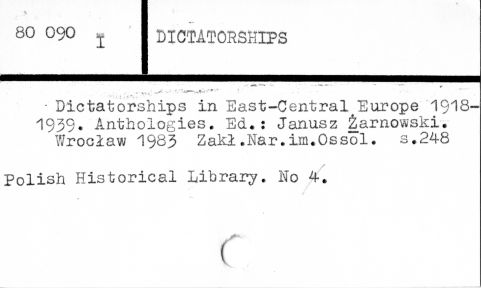 80 090 I DICTATORSHIPS
Dictatorships in East-Central Europe 1918-
1939. Anthologies. Ed.: Janusz Żarnowski.
Wrocław 1983 Zakł.Nar.im.Ossol. s.248
Polish Historical Library. No 4.